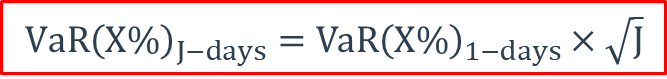 VaR(X%)J−days = VaR(X%)1−days × √J